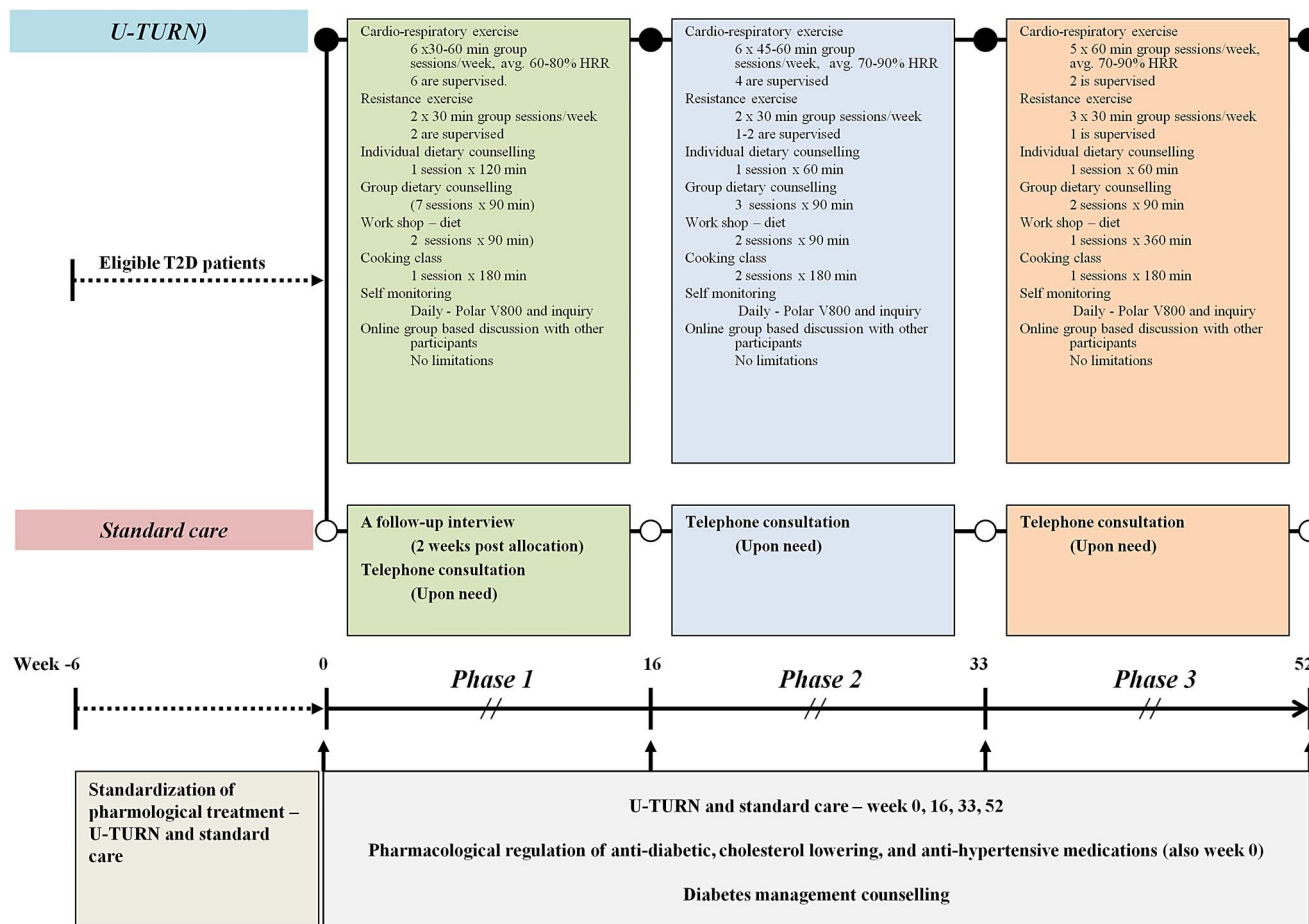 U-TURN)
Cardio-respiratory exercise
6 x30-60 min group
sessions/week, avg. 60-80% HRR
6 are supervised.
Resistance exercise
2 x 30 min group sessions/week
2 are supervised
Individual dietary counselling
1 session x 120 min
Group dietary counselling
(7 sessions x 90 min)
Work shop – diet
2 sessions x 90 min)
Cooking class
1 session x 180 min
Self monitoring
Daily - Polar V800 and inquiry
Online group based discussion with other
participants
No limitations
Cardio-respiratory exercise
6 x 45-60 min group
sessions/week, avg. 70-90% HRR
4 are supervised
Resistance exercise
2 x 30 min group sessions/week
1-2 are supervised
Individual dietary counselling
1 session x 60 min
Group dietary counselling
3 sessions x 90 min
Work shop – diet
2 sessions x 90 min
Cooking class
2 sessions x 180 min
Self monitoring
Daily - Polar V800 and inquiry
Online group based discussion with other
participants
No limitations
Cardio-respiratory exercise
5 x 60 min group sessions/week,
avg. 70-90% HRR
2 is supervised
Resistance exercise
3 x 30 min group sessions/week
1 is supervised
Individual dietary counselling
1 session x 60 min
Group dietary counselling
2 sessions x 90 min
Work shop – diet
1 sessions x 360 min
Cooking class
1 sessions x 180 min
Self monitoring
Daily - Polar V800 and inquiry
Online group based discussion with other
participants
No limitations
Eligible T2D patients
Standard care
A follow-up interview
(2 weeks post allocation)
Telephone consultation
(Upon need)
Telephone consultation
(Upon need)
Telephone consultation
(Upon need)
Week -6 0 16 33 52
Phase 1 Phase 2 Phase 3
Standardization of
pharmological treatment –
U-TURN and standard
care
U-TURN and standard care – week 0, 16, 33, 52
Pharmacological regulation of anti-diabetic, cholesterol lowering, and anti-hypertensive medications (also week 0)
Diabetes management counselling